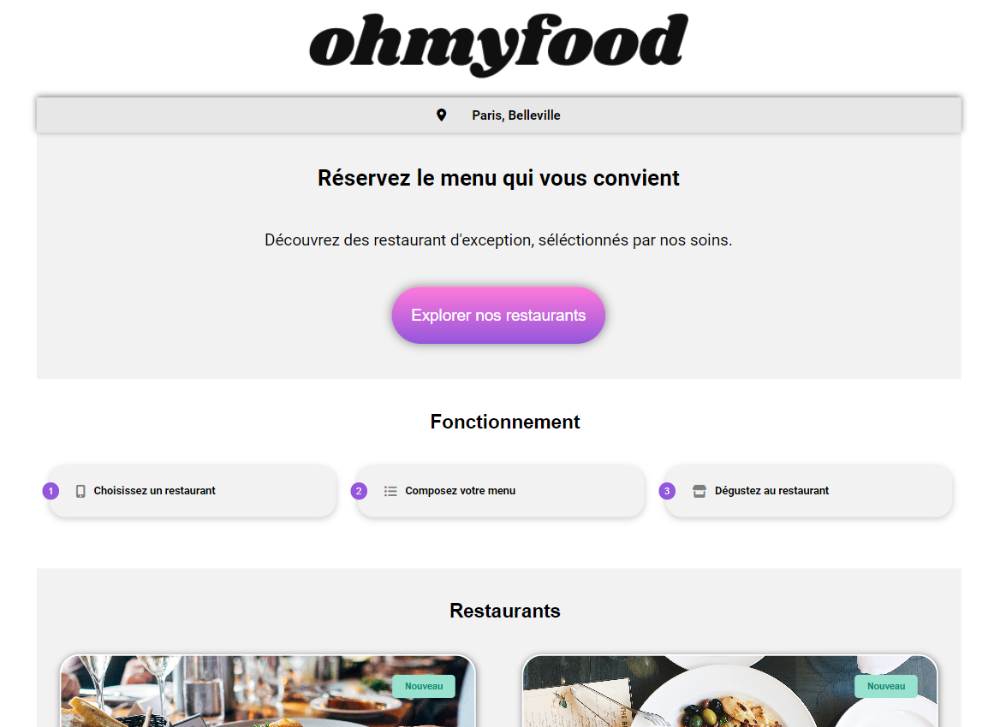 ohmyfood
Paris, Belleville
Réservez le menu qui vous convient
Découvrez des restaurant d'exception, séléctionnés par nos soins.
Explorer nos restaurants
Fonctionnement
1 Choisissez un restaurant
2 Composez votre menu
3 Dégustez au restaurant
Restaurants
Nouveau
Nouveau